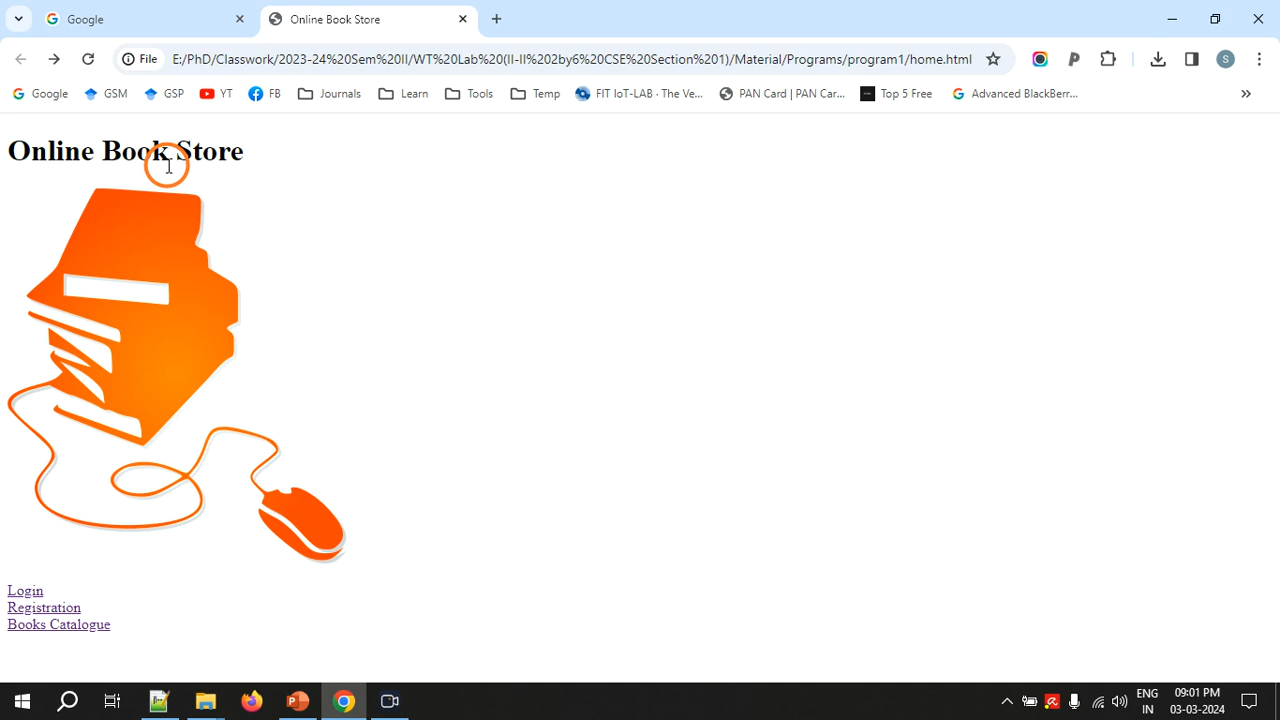 Google
Online Book Store
File
E:/PhD/Classwork/2023-24%20Sem%20II/WT%20Lab%20(II-II%202by6%20CSE%20Section%201)/Material/Programs/program1/home.html
S
Google
GSM
GSP
YT
FB
Journals
Learn
Tools
Temp
FIT IoT-LAB · The Ve...
PAN Card | PAN Car...
Top 5 Free
Advanced BlackBerr...
Online Book Store
Login
Registration
Books Catalogue
ENG
IN
09:01 PM
03-03-2024